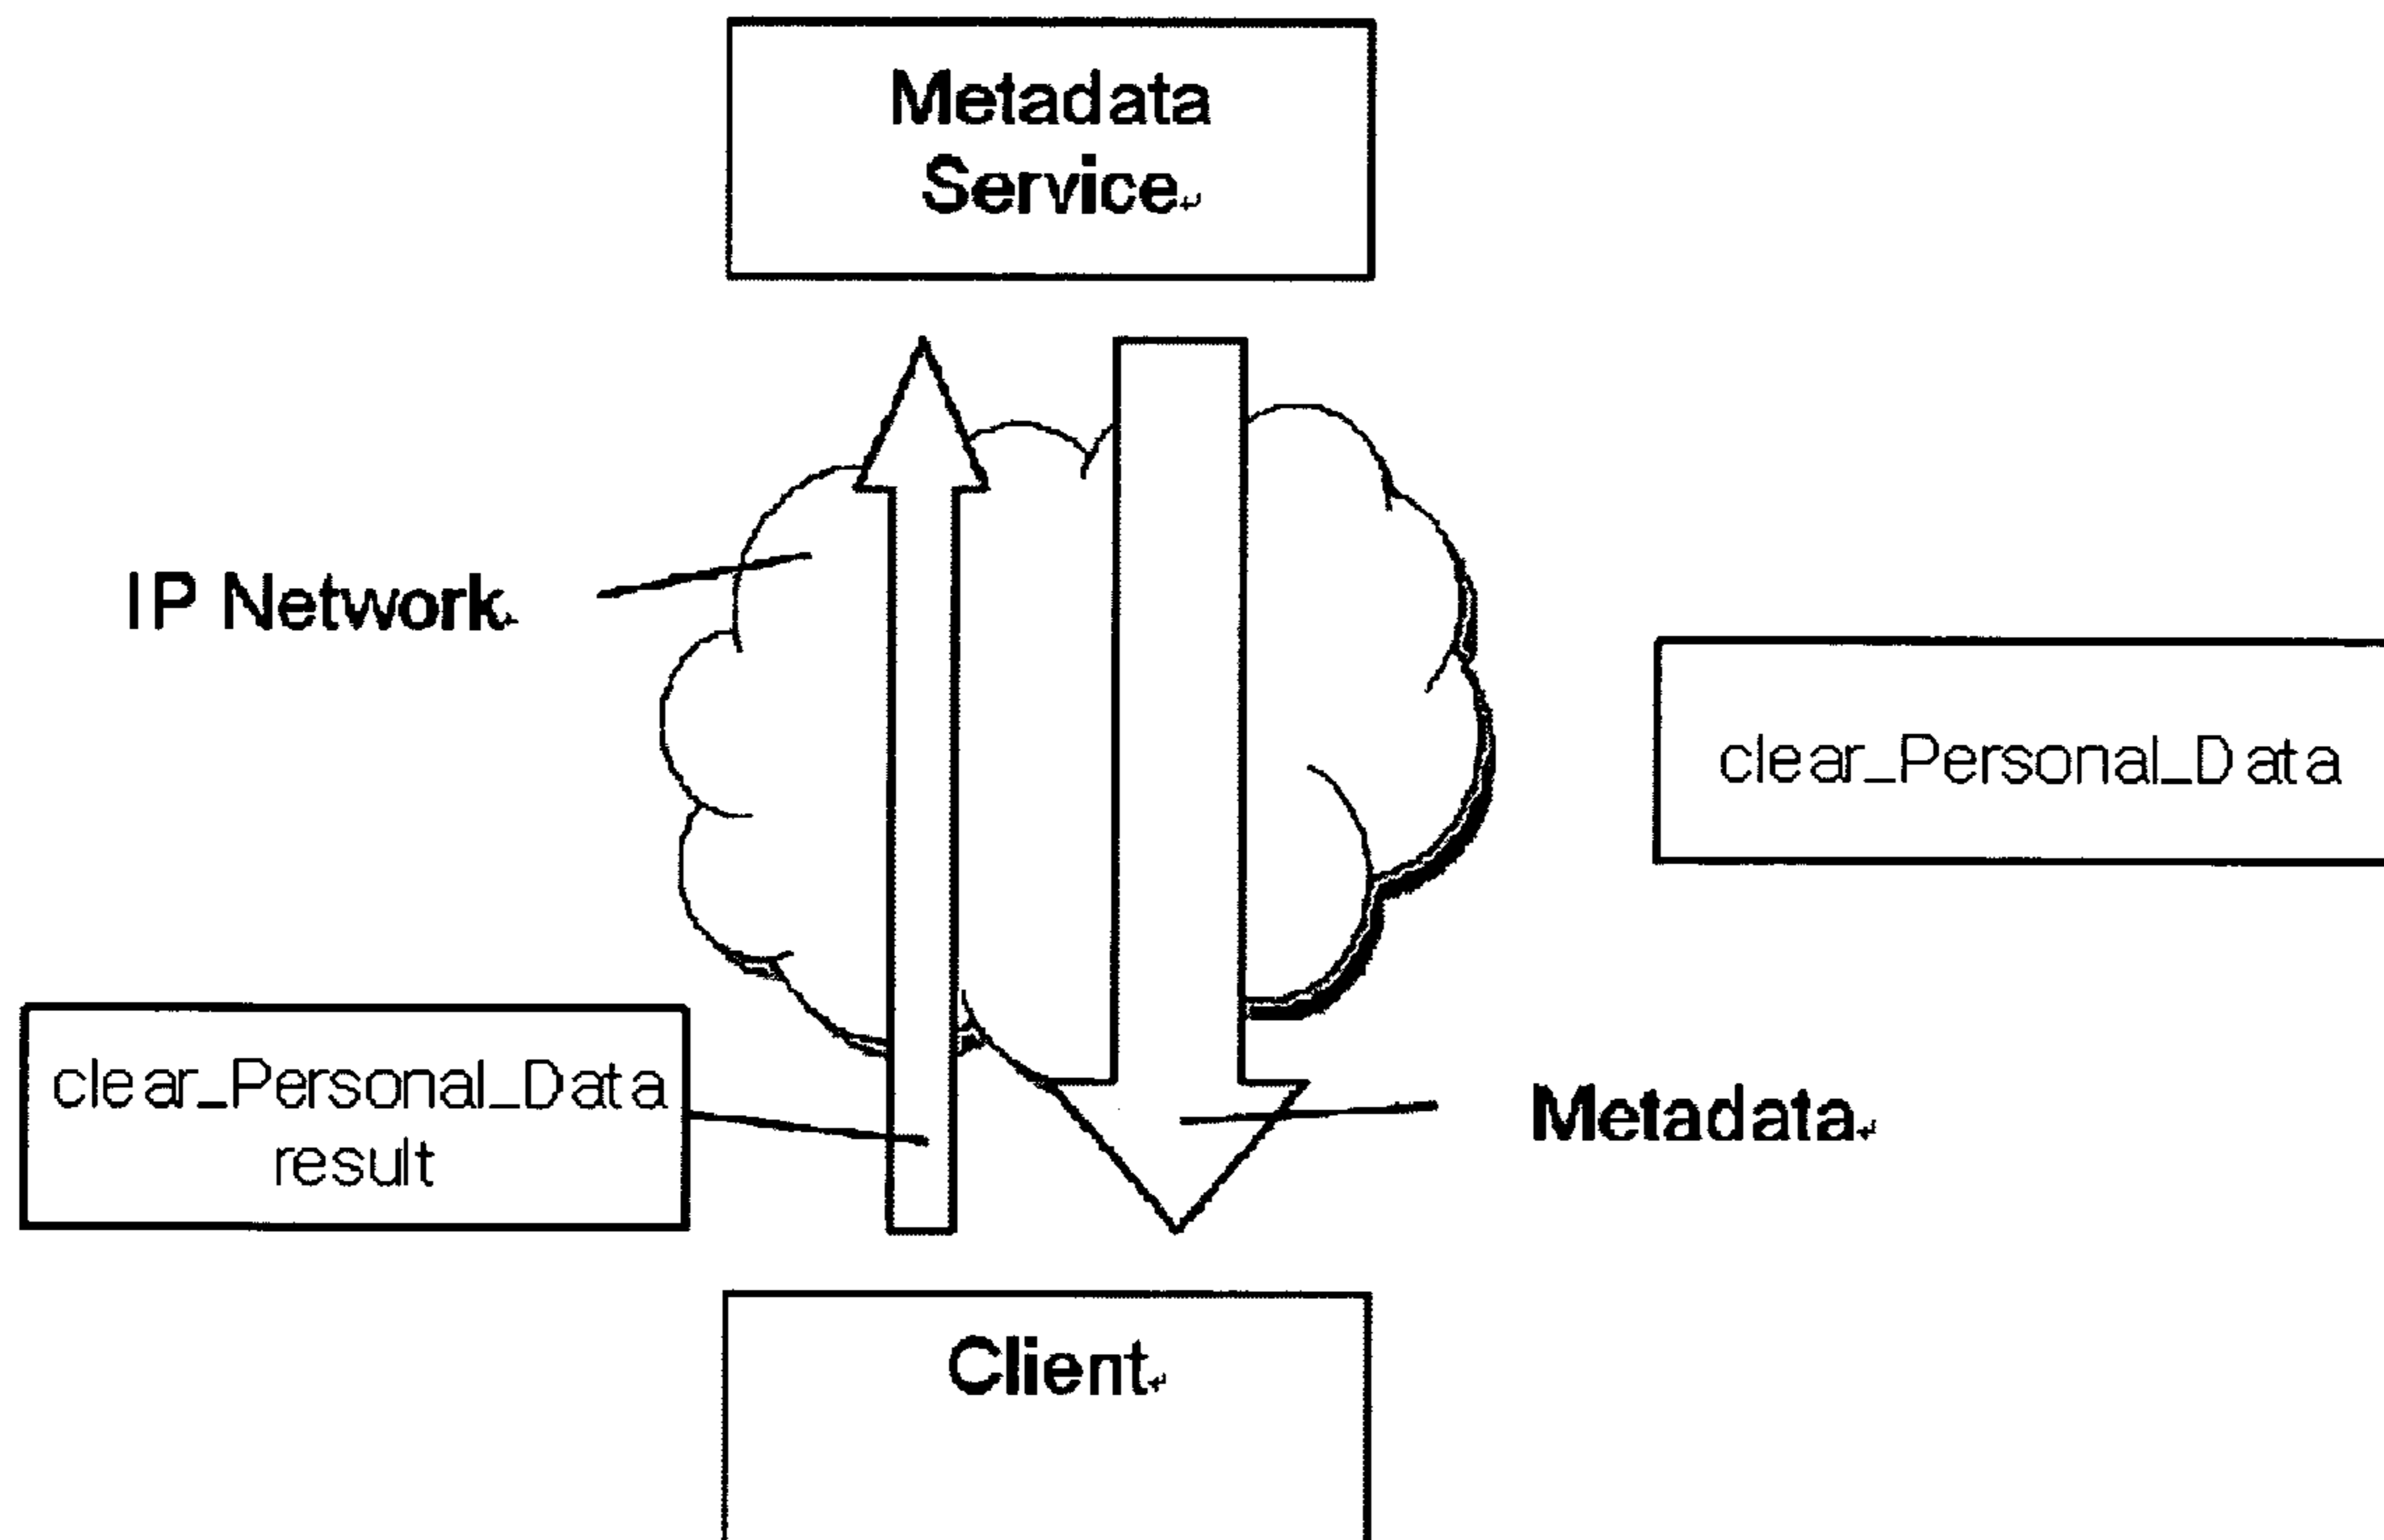 Metadata
Service
IP Network
clear_Personal_Data
clear_Personal_Data
result
Metadata
Client